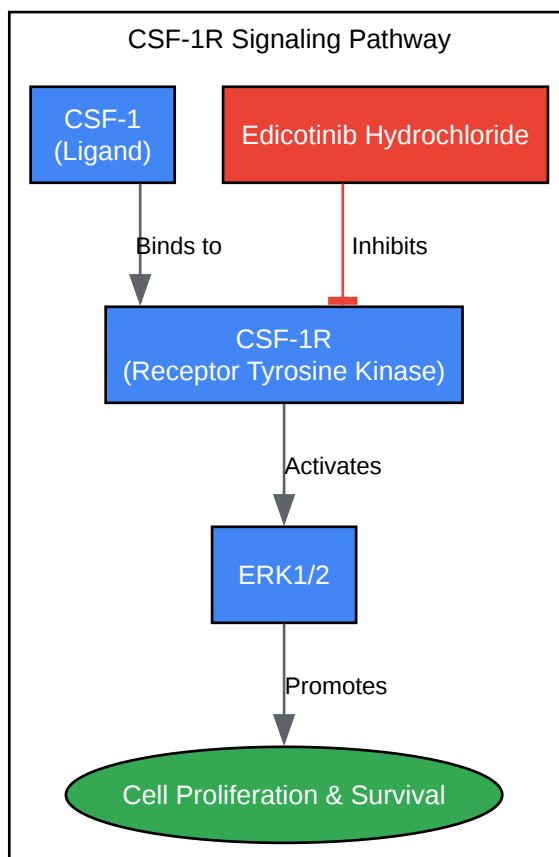 CSF-1R Signaling Pathway
CSF-1
(Ligand)
Edicotinib Hydrochloride
Binds to
Inhibits
CSF-1R
(Receptor Tyrosine Kinase)
Activates
ERK1/2
Promotes
Cell Proliferation & Survival